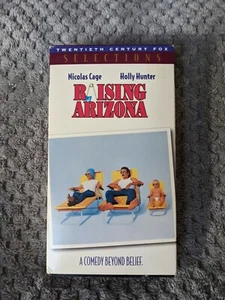 TWENTIETH CENTURY FOX
SELECTIONS
Nicolas Cage Holly Hunter
RAISING
ARIZONA
A COMEDY BEYOND BELIEF.